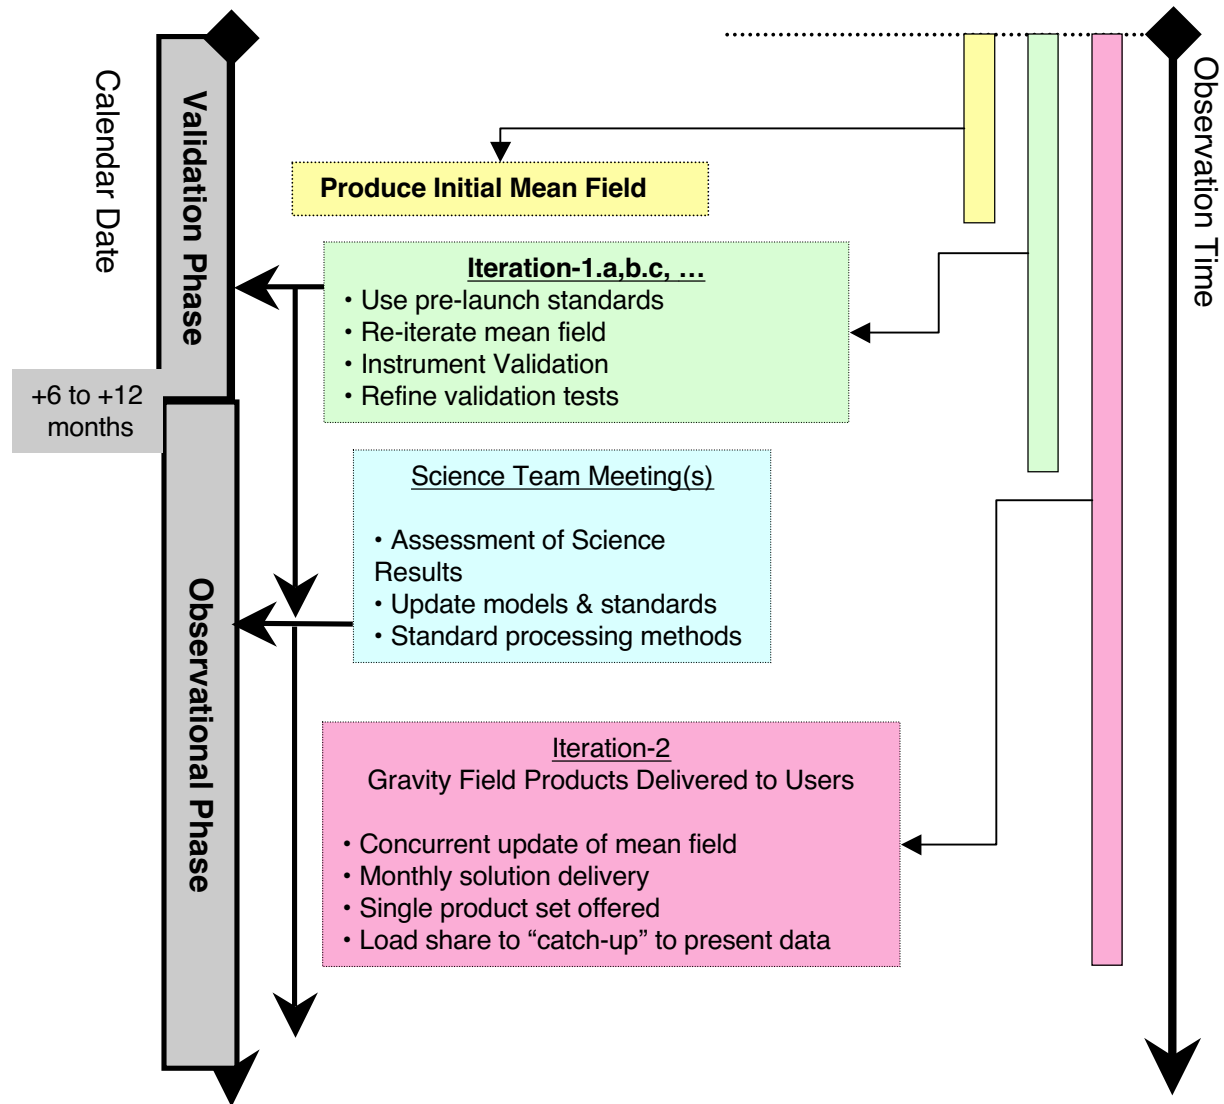 Calendar Date
Validation Phase
+6 to +12
months
Observational Phase
Observation Time
Produce Initial Mean Field
Iteration-1.a,b.c, …
• Use pre-launch standards
• Re-iterate mean field
• Instrument Validation
• Refine validation tests
Science Team Meeting(s)
• Assessment of Science
Results
• Update models & standards
• Standard processing methods
Iteration-2
Gravity Field Products Delivered to Users
• Concurrent update of mean field
• Monthly solution delivery
• Single product set offered
• Load share to “catch-up” to present data